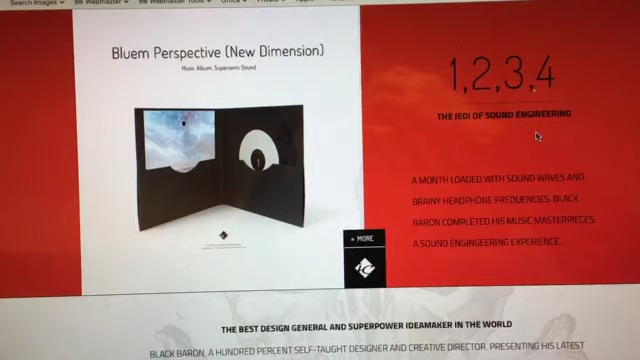 Search Images
BB Webmaster
BB Webmaster Tools
Office
Private
Bluem Perspective (New Dimension)
Music Album, Supersonic Sound
1,2,3,4
THE JEDI OF SOUND ENGINEERING
A MONTH LOADED WITH SOUND WAVES AND
BRAINY HEADPHONE FREQUENCIES. BLACK
BARON COMPLETED HIS MUSIC MASTERPIECES.
A SOUND ENGINGEERING EXPERIENCE.
1
» MORE
THE BEST DESIGN GENERAL AND SUPERPOWER IDEAMAKER IN THE WORLD
BLACK BARON, A HUNDRED PERCENT SELF-TAUGHT DESIGNER AND CREATIVE DIRECTOR. PRESENTING HIS LATEST